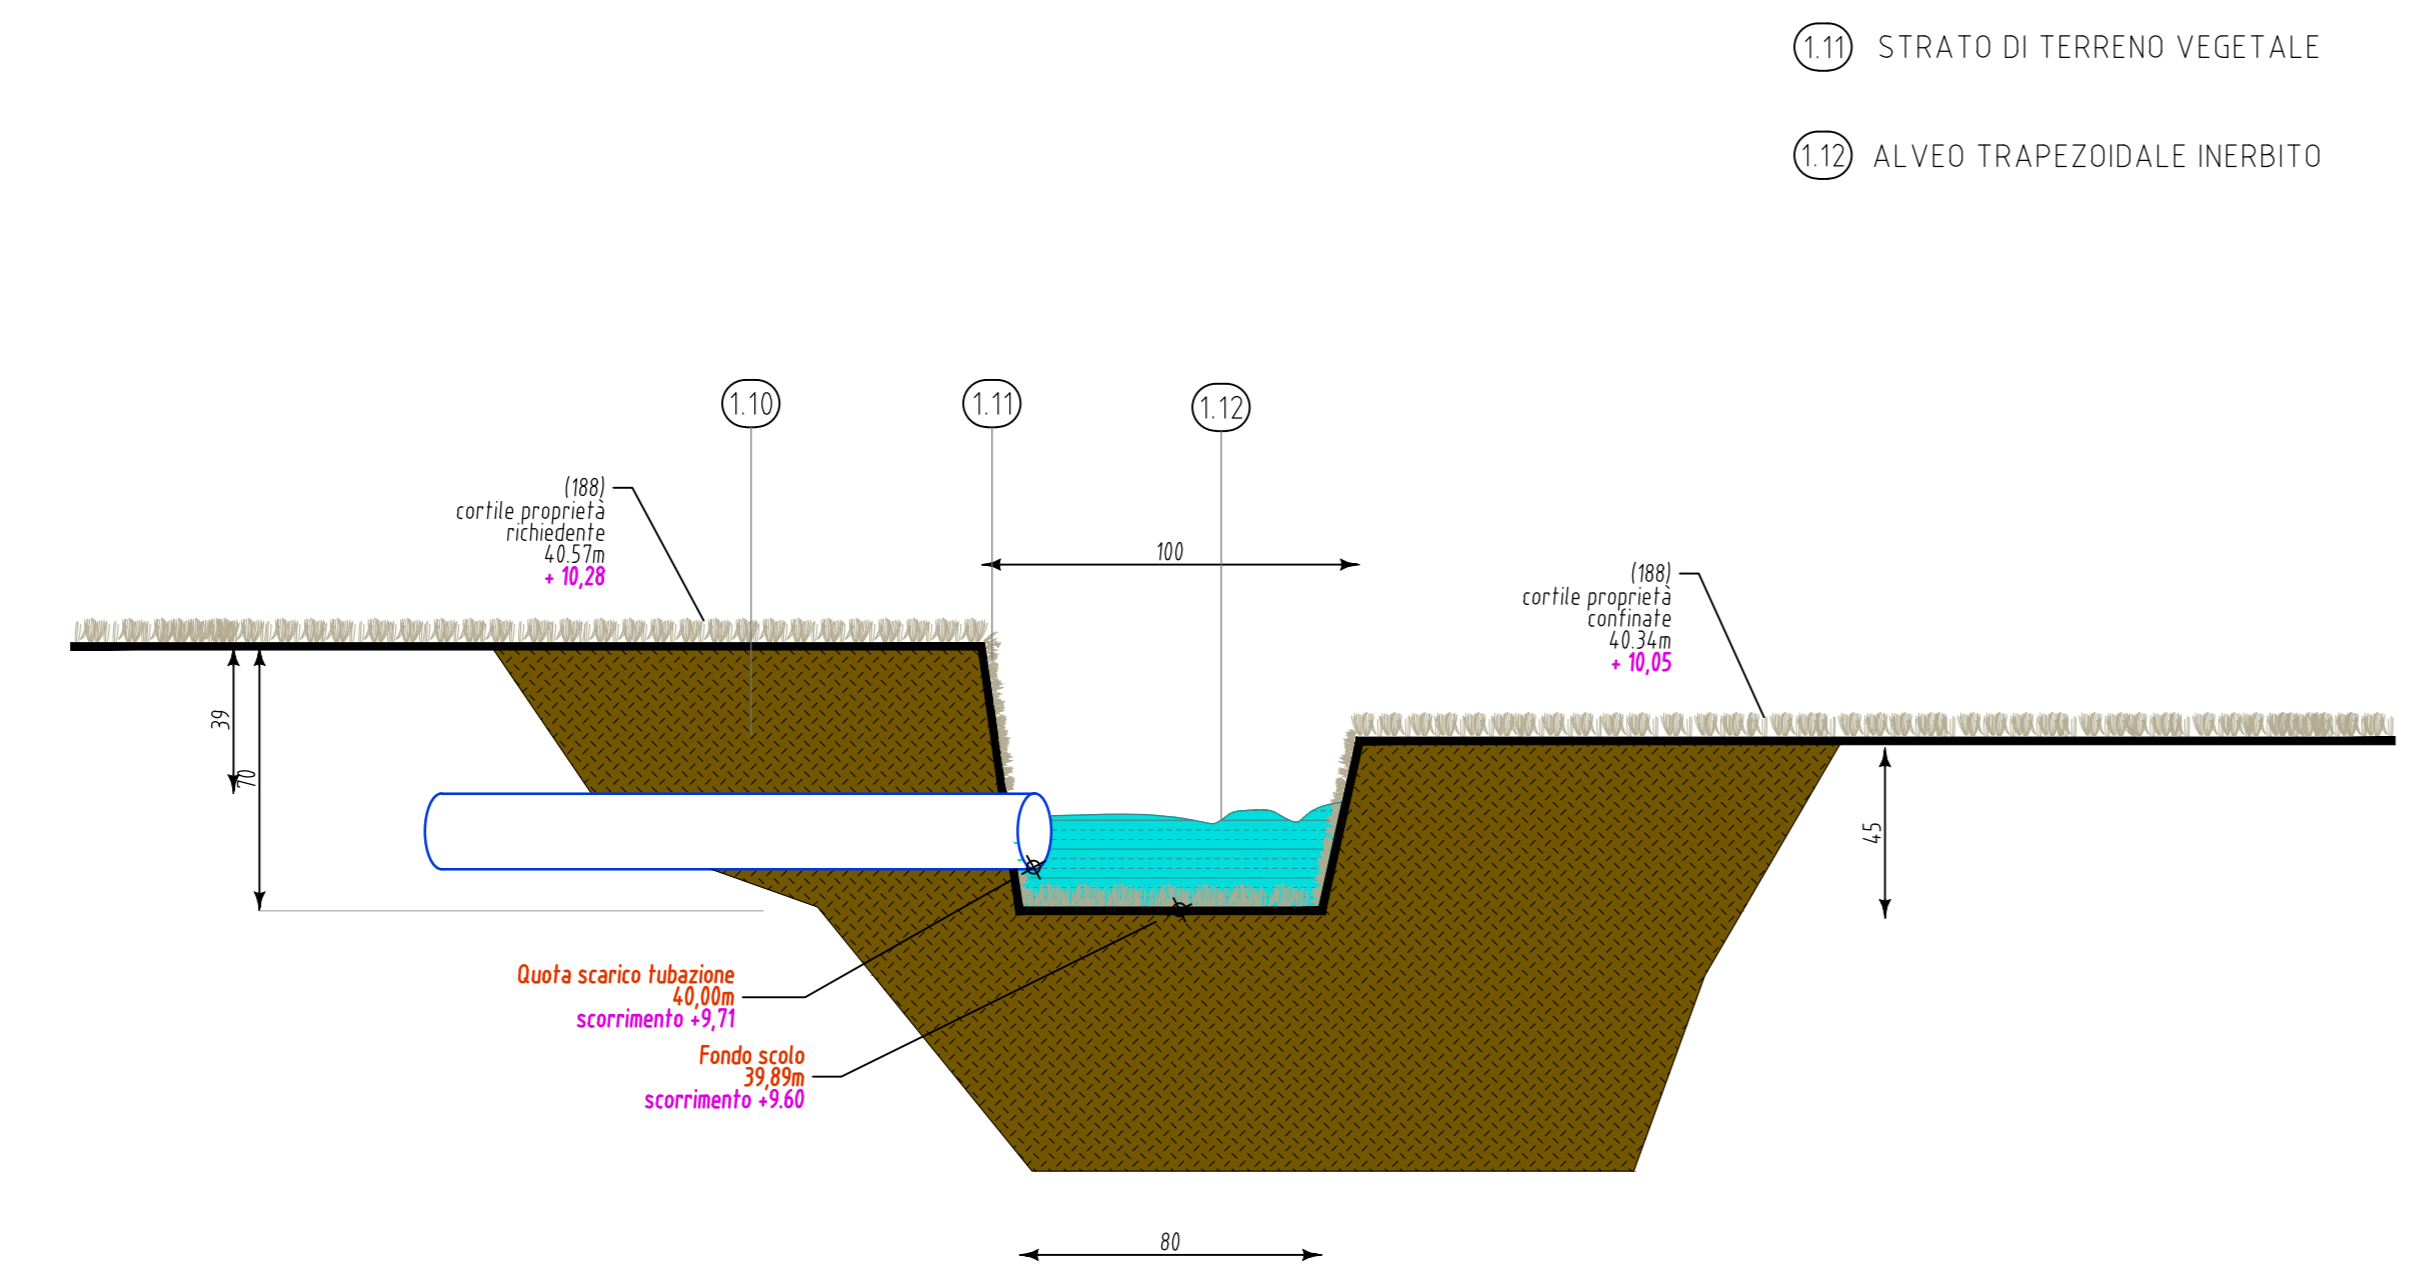 1.11 STRATO DI TERRENO VEGETALE
1.12 ALVEO TRAPEZOIDALE INERBITO
1.10
1.11
1.12
(188)
cortile proprietà
richiedente
40.57m
+ 10,28
100
(188)
cortile proprietà
confinate
40.34m
+ 10,05
39
70
45
Quota scarico tubazione
40,00m
scorrimento +9,71
Fondo scolo
39,89m
scorrimento +9.60
80